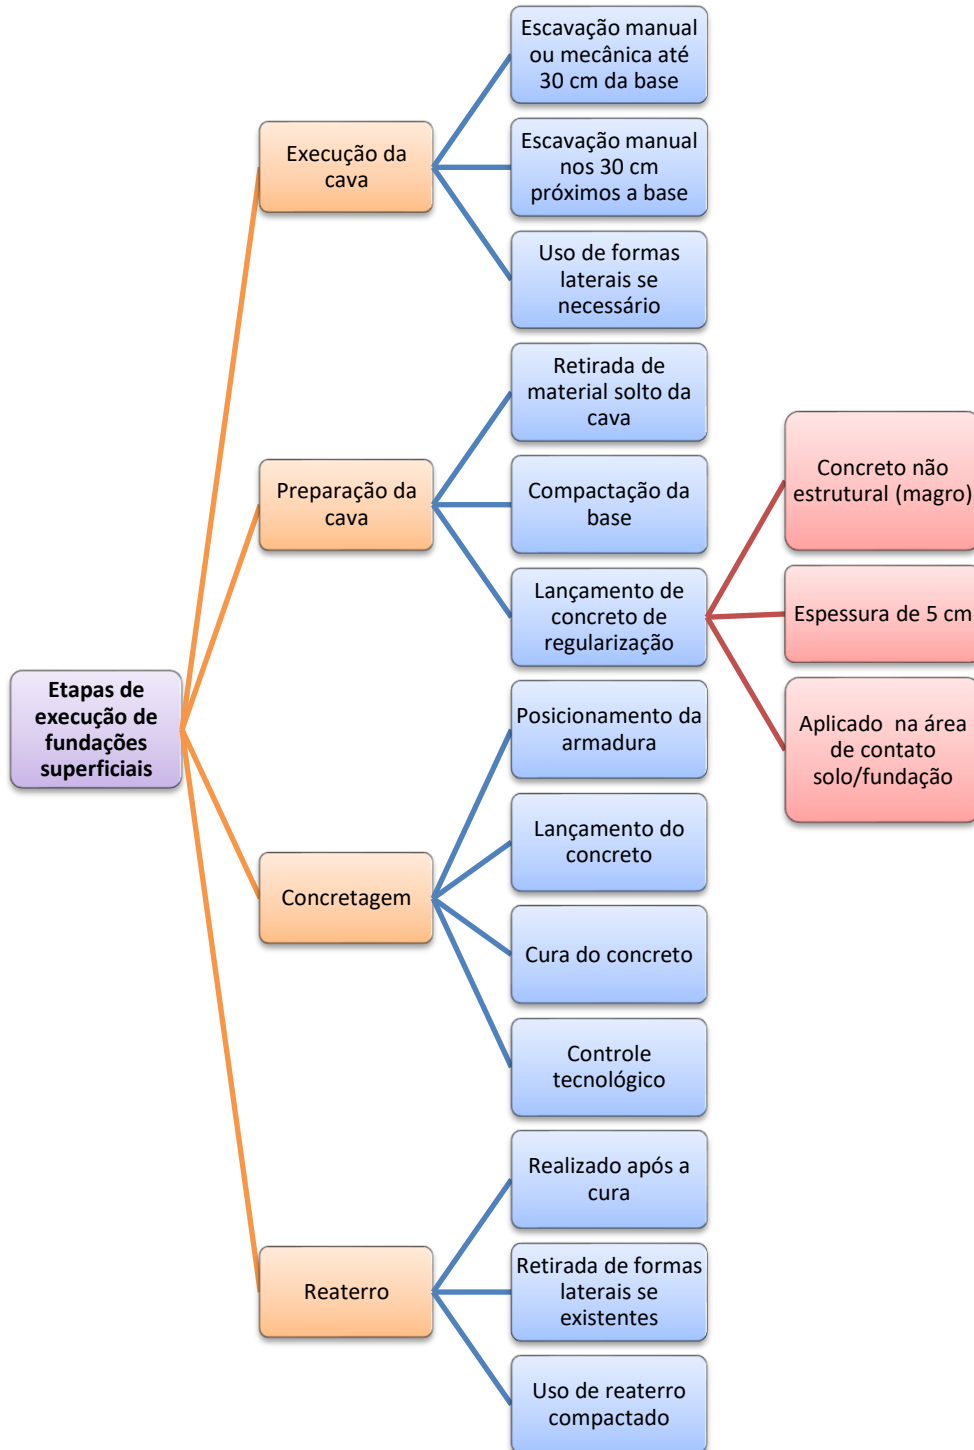 Etapas de
execução de
fundações
superficiais
Execução da
cava
Escavação manual
ou mecânica até
30 cm da base
Escavação manual
nos 30 cm
próximos a base
Uso de formas
laterais se
necessário
Preparação da
cava
Retirada de
material solto da
cava
Compactação da
base
Lançamento de
concreto de
regularização
Concreto não
estrutural (magro)
Espessura de 5 cm
Aplicado  na área
de contato
solo/fundação
Concretagem
Posicionamento da
armadura
Lançamento do
concreto
Cura do concreto
Controle
tecnológico
Reaterro
Realizado após a
cura
Retirada de formas
laterais se
existentes
Uso de reaterro
compactado